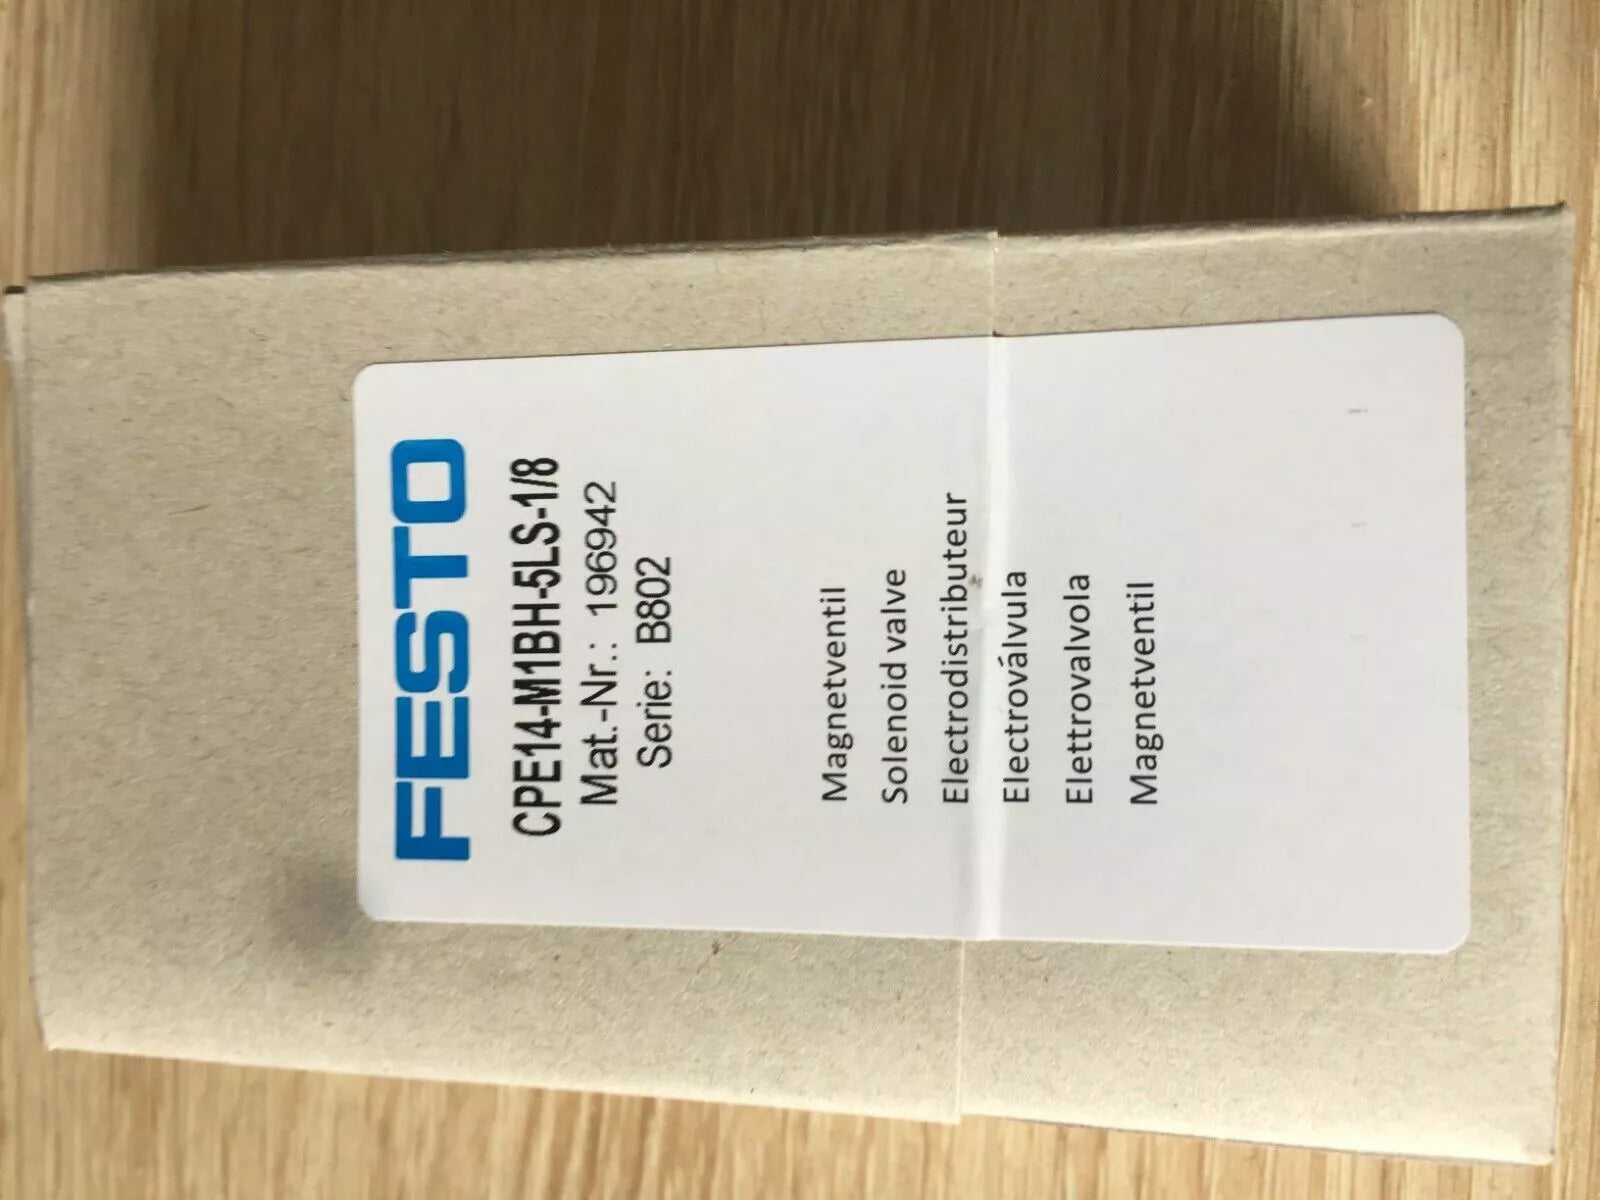 FESTO
CPE14-M1BH-5LS-1/8
Mat.-Nr.: 196942
Serie: B802
Magnetventil
Solenoid valve
Electrodistributeur
Electroválvula
Elettrovalvola
Magnetventil